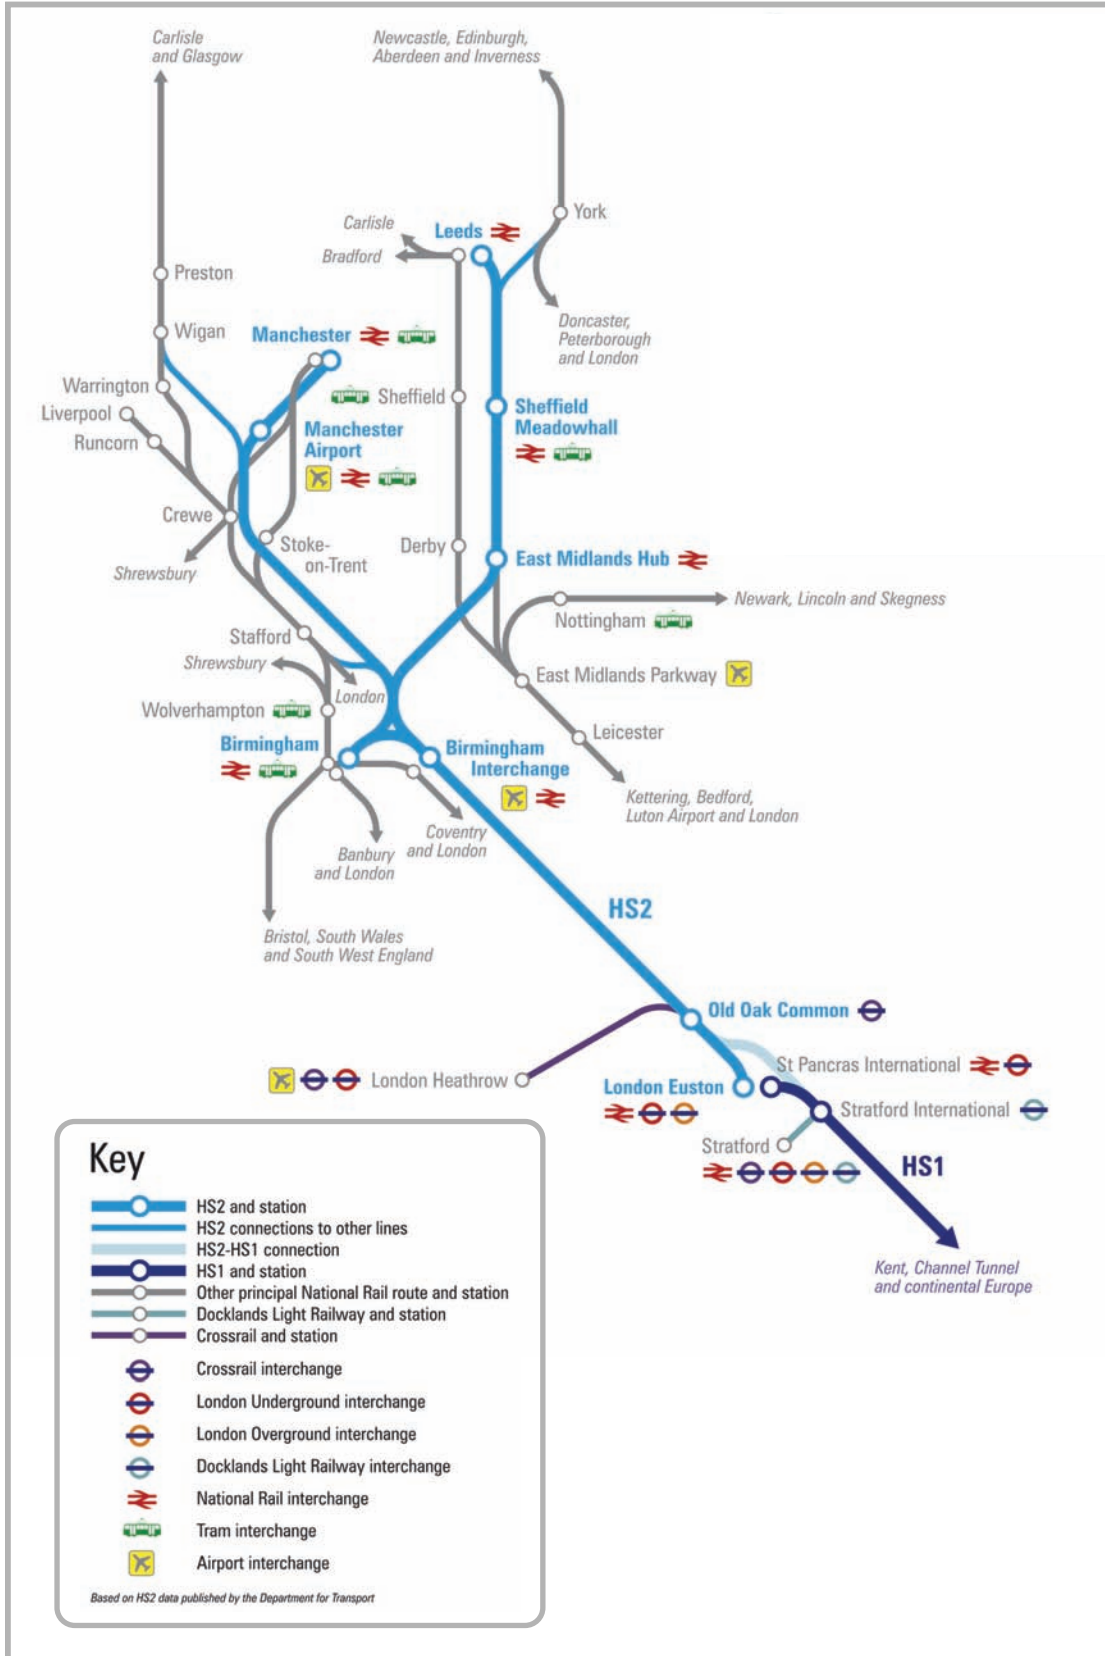 Carlisle
and Glasgow
Newcastle, Edinburgh,
Aberdeen and Inverness
York
Carlisle
Leeds
Bradford
Preston
Doncaster,
Peterborough
and London
Wigan
Manchester
Warrington
Sheffield
Liverpool
Runcorn
Sheffield
Meadowhall
Manchester
Airport
Crewe
Stoke-
on-Trent
Derby
East Midlands Hub
Shrewsbury
Newark, Lincoln and Skegness
Nottingham
Stafford
Shrewsbury
East Midlands Parkway
London
Wolverhampton
Leicester
Birmingham
Birmingham
Interchange
Kettering, Bedford,
Luton Airport and London
Coventry
and London
Banbury
and London
HS2
Bristol, South Wales
and South West England
Old Oak Common
St Pancras International
London Heathrow
London Euston
Stratford International
Stratford
HS1
Kent, Channel Tunnel
and continental Europe
Key
HS2 and station
HS2 connections to other lines
HS2-HS1 connection
HS1 and station
Other principal National Rail route and station
Docklands Light Railway and station
Crossrail and station
Crossrail interchange
London Underground interchange
London Overground interchange
Docklands Light Railway interchange
National Rail interchange
Tram interchange
Airport interchange
Based on HS2 data published by the Department for Transport